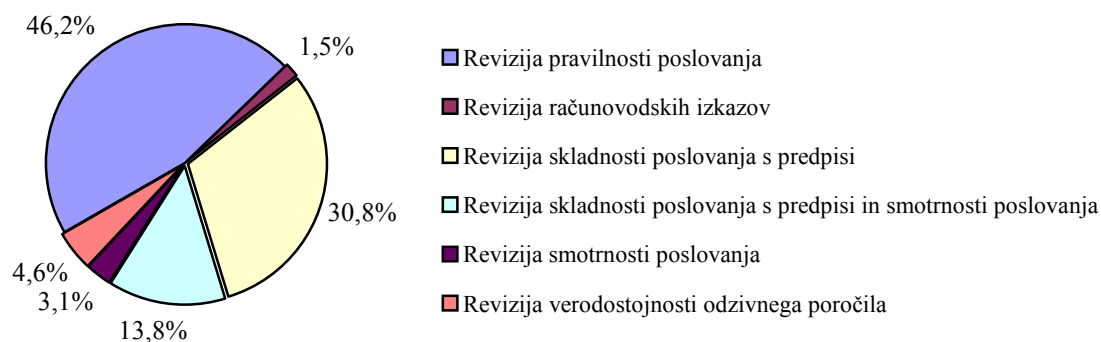 46,2%
1,5%
30,8%
13,8%
3,1%
4,6%
Revizija pravilnosti poslovanja
Revizija računovodskih izkazov
Revizija skladnosti poslovanja s predpisi
Revizija skladnosti poslovanja s predpisi in smotrnosti poslovanja
Revizija smotrnosti poslovanja
Revizija verodostojnosti odzivnega poročila